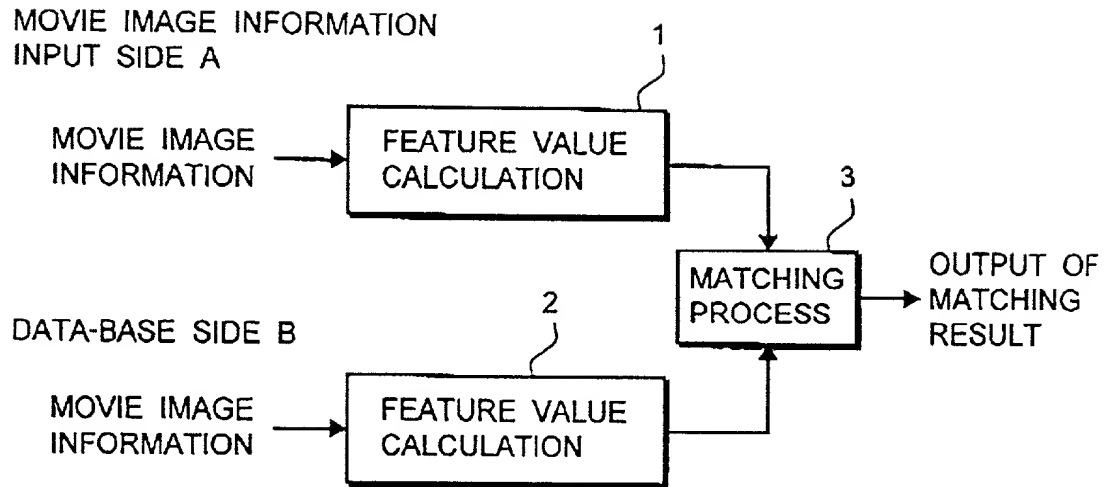 MOVIE IMAGE INFORMATION
INPUT SIDE A
1
MOVIE IMAGE
INFORMATION
FEATURE VALUE
CALCULATION
3
MATCHING
PROCESS
OUTPUT OF
MATCHING
RESULT
DATA-BASE SIDE B
2
MOVIE IMAGE
INFORMATION
FEATURE VALUE
CALCULATION